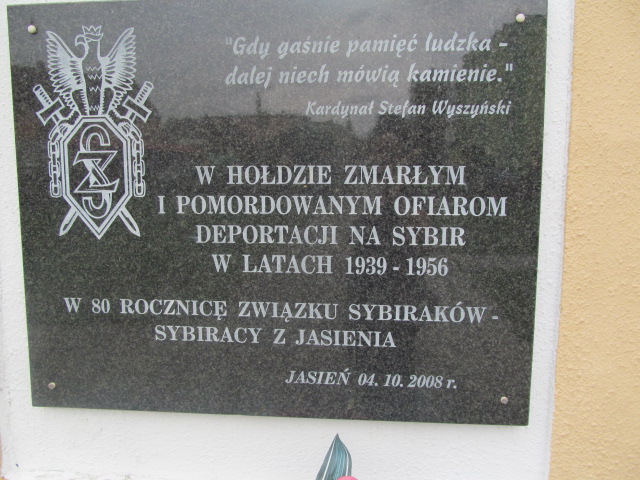 "Gdy gaśnie pamięć ludzka -
dalej niech mówią kamienie."
Kardynał Stefan Wyszyński
W HOŁDZIE ZMARŁYM
I POMORDOWANYM OFIAROM
DEPORTACJI NA SYBIR
W LATACH 1939 - 1956
W 80 ROCZNICĘ ZWIĄZKU SYBIRAKÓW -
SYBIRACY Z JASIENIA
JASIEŃ 04. 10. 2008 r.